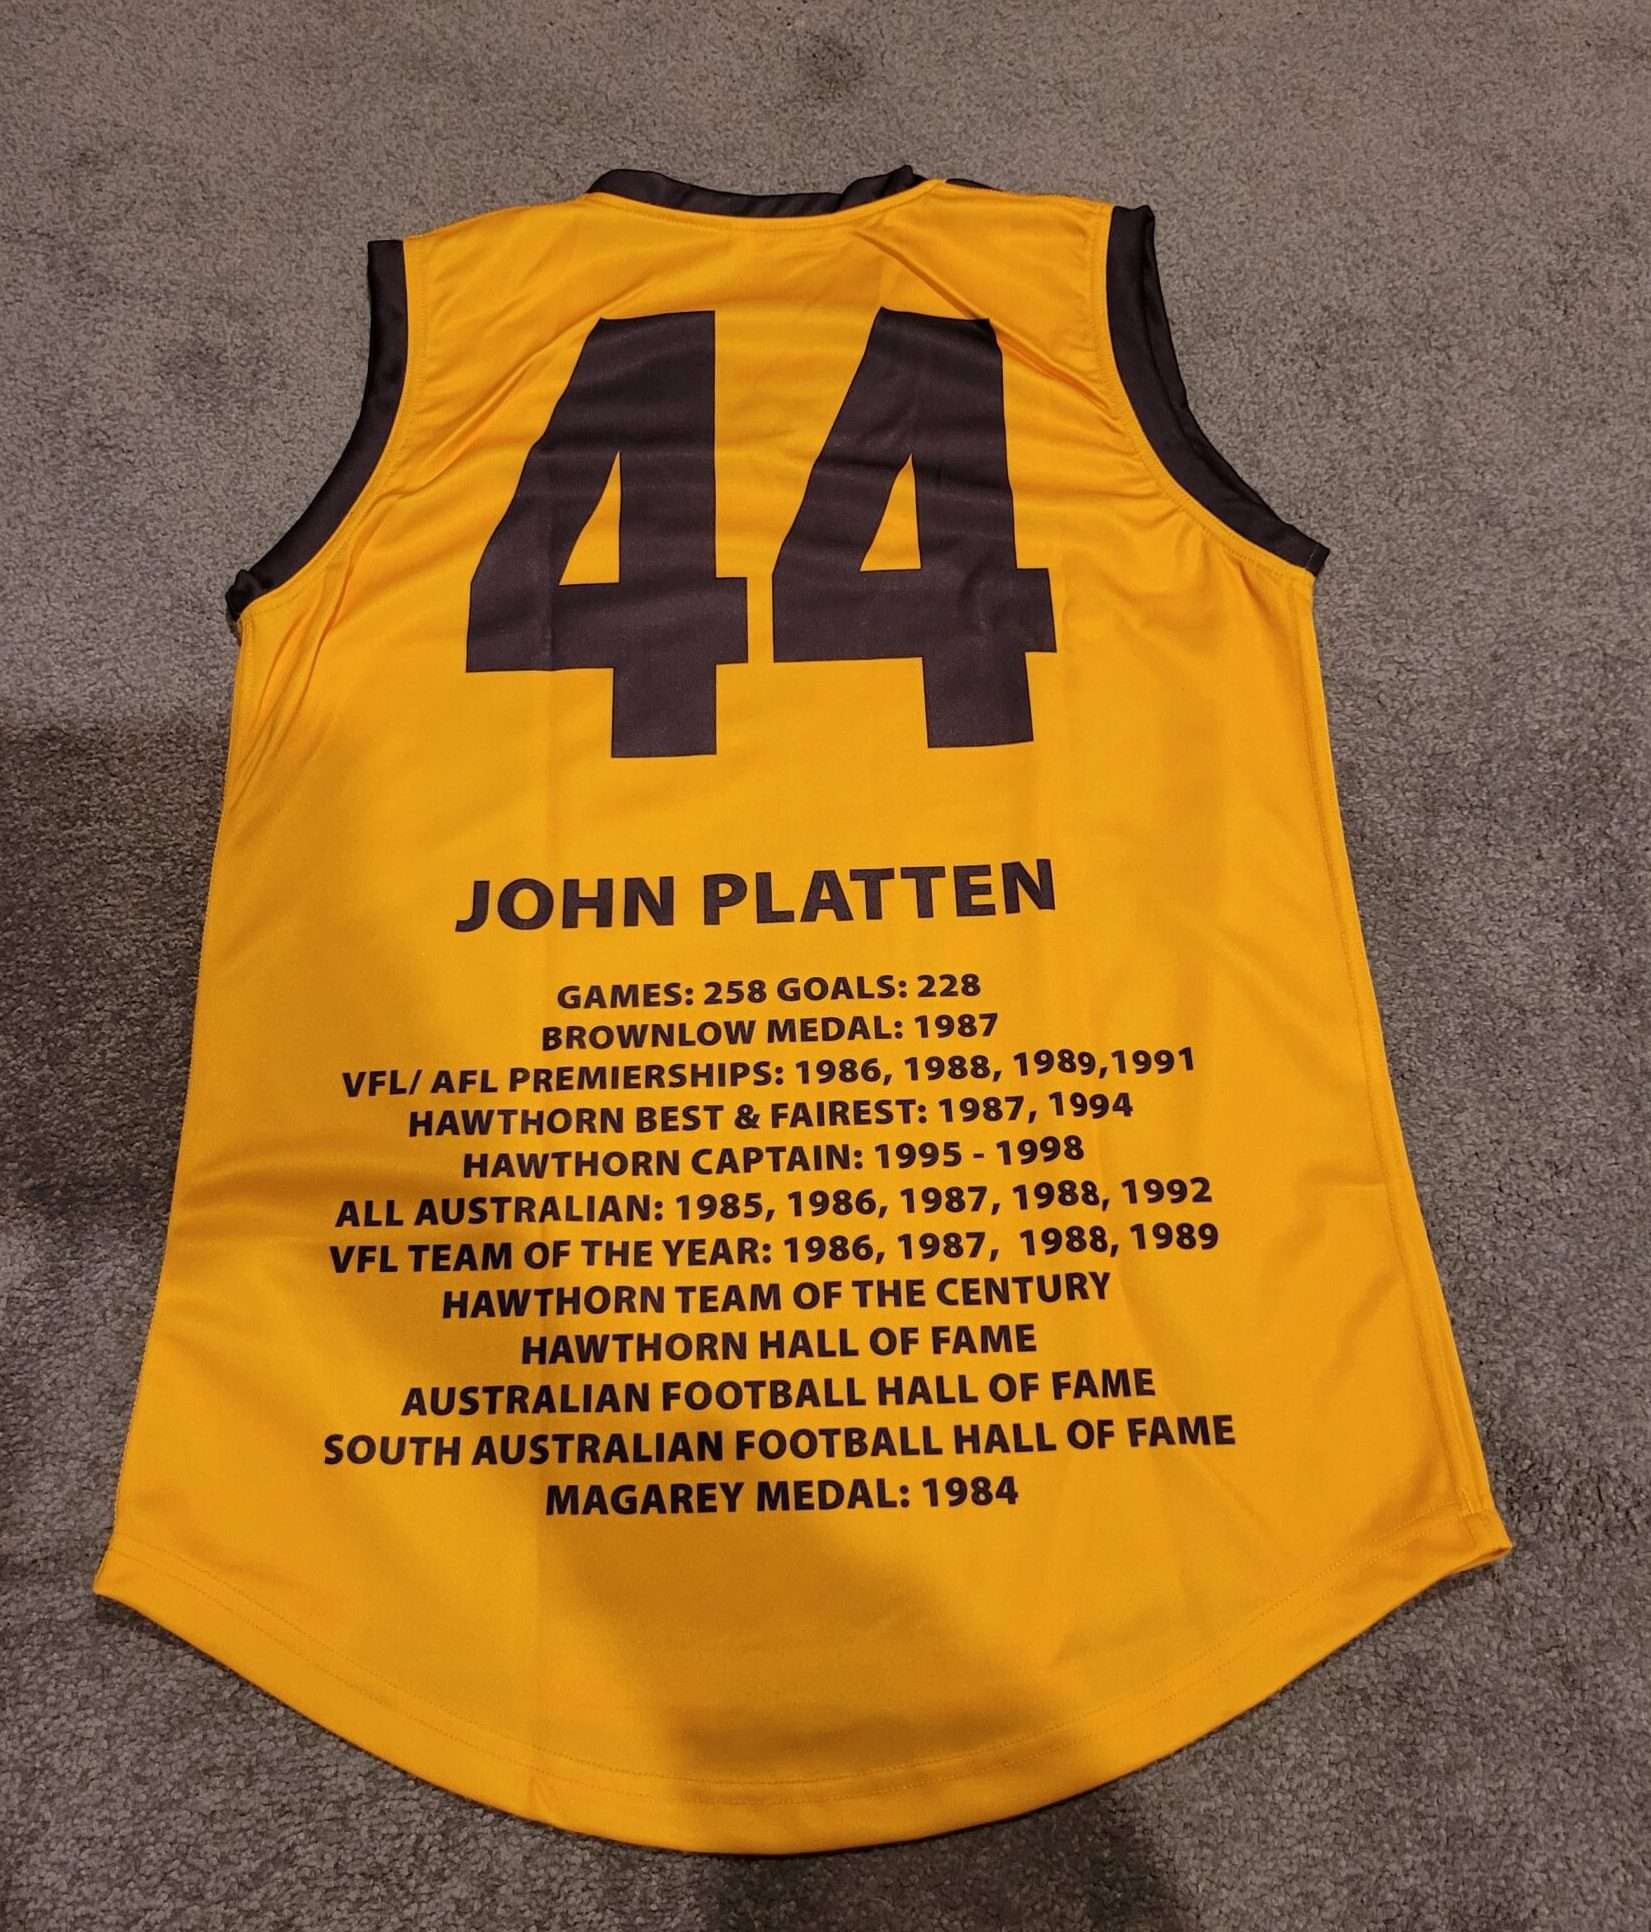 44
JOHN PLATTEN
GAMES: 258 GOALS: 228
BROWNLOW MEDAL: 1987
VFL/ AFL PREMIERSHIPS: 1986, 1988, 1989,1991
HAWTHORN BEST & FAIREST: 1987, 1994
HAWTHORN CAPTAIN: 1995 - 1998
ALL AUSTRALIAN: 1985, 1986, 1987, 1988, 1992
VFL TEAM OF THE YEAR: 1986, 1987, 1988, 1989
HAWTHORN TEAM OF THE CENTURY
HAWTHORN HALL OF FAME
AUSTRALIAN FOOTBALL HALL OF FAME
SOUTH AUSTRALIAN FOOTBALL HALL OF FAME
MAGAREY MEDAL: 1984